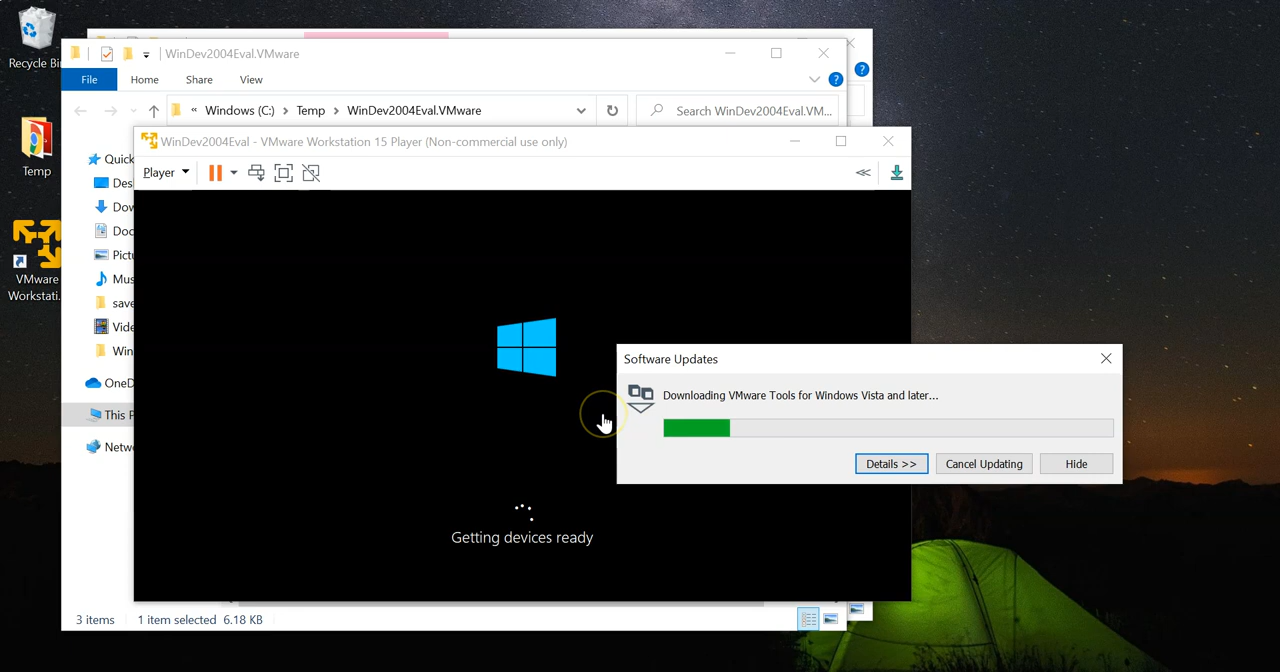 Recycle Bi
Temp
VMware
Workstati.
WinDev2004Eval.VMware
File Home Share View
« Windows (C:) › Temp › WinDev2004Eval.VMware
Search WinDev2004Eval.VM...
WinDev2004Eval - VMware Workstation 15 Player (Non-commercial use only)
Player
Quick
Des
Dow
Doc
Pictu
Mus
save
Vide
Win
OneD
This P
Netw
Getting devices ready
Software Updates
Downloading VMware Tools for Windows Vista and later...
Details >> Cancel Updating Hide
3 items 1 item selected 6.18 KB